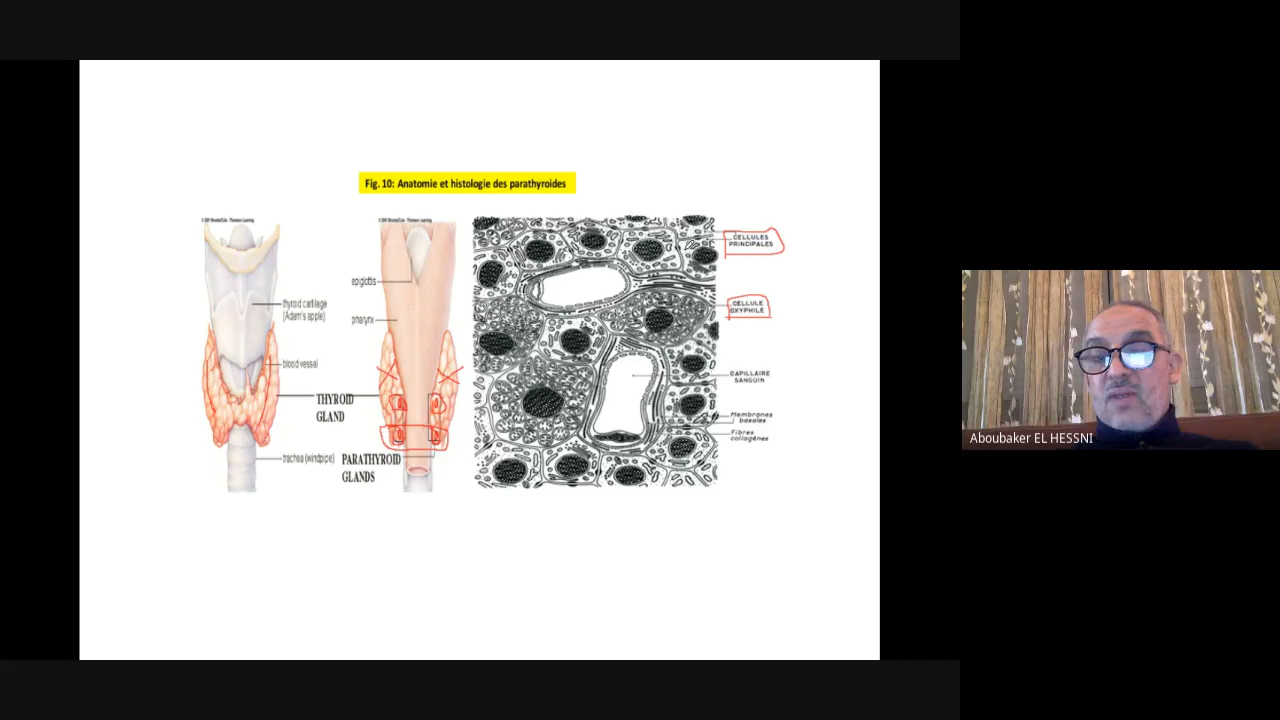 Fig. 10: Anatomie et histologie des parathyroides
epiglottis
thyroid cartilage
(Adam's apple)
pharynx
blood vessel
THYROID
GLAND
trachea (windpipe)
PARATHYROID
GLANDS
CELLULES
PRINCIPALES
CELLULE
OXYPHILE
CAPILLAIRE
SANGUIN
Membranes
basales
Fibres
collagènes
Aboubaker EL HESSNI